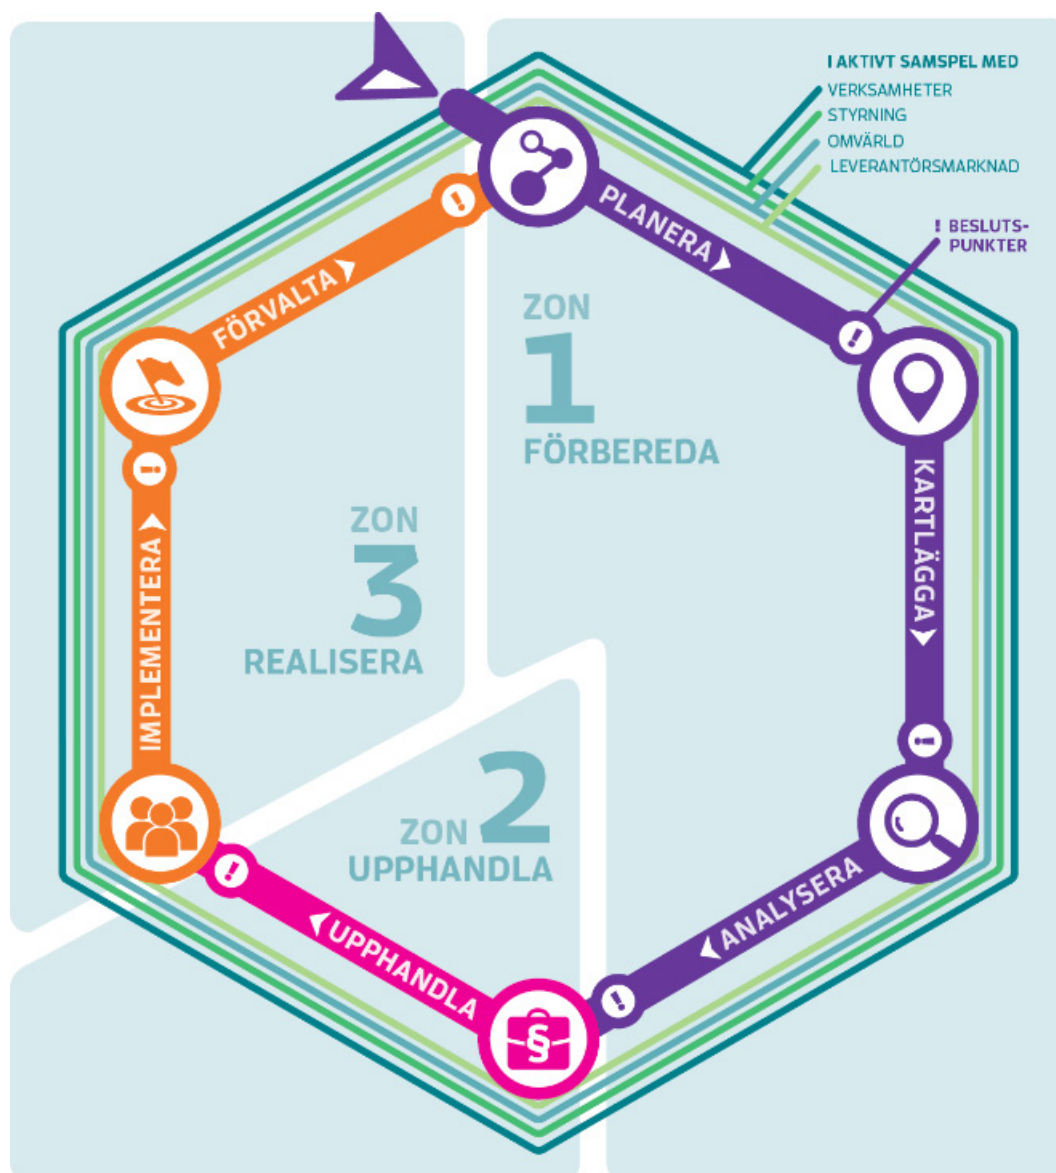 I AKTIVT SAMSPEL MED
VERKSAMHETER
STYRNING
OMVÄRLD
LEVERANTÖRSMARKNAD
! BESLUTS-
PUNKTER
PLANERA
!
KARTLÄGGA
!
ANALYSERA
!
§
UPPHANDLA
!
IMPLEMENTERA
!
FÖRVALTA
!
ZON
1
FÖRBEREDA
ZON 2
UPPHANDLA
ZON
3
REALISERA